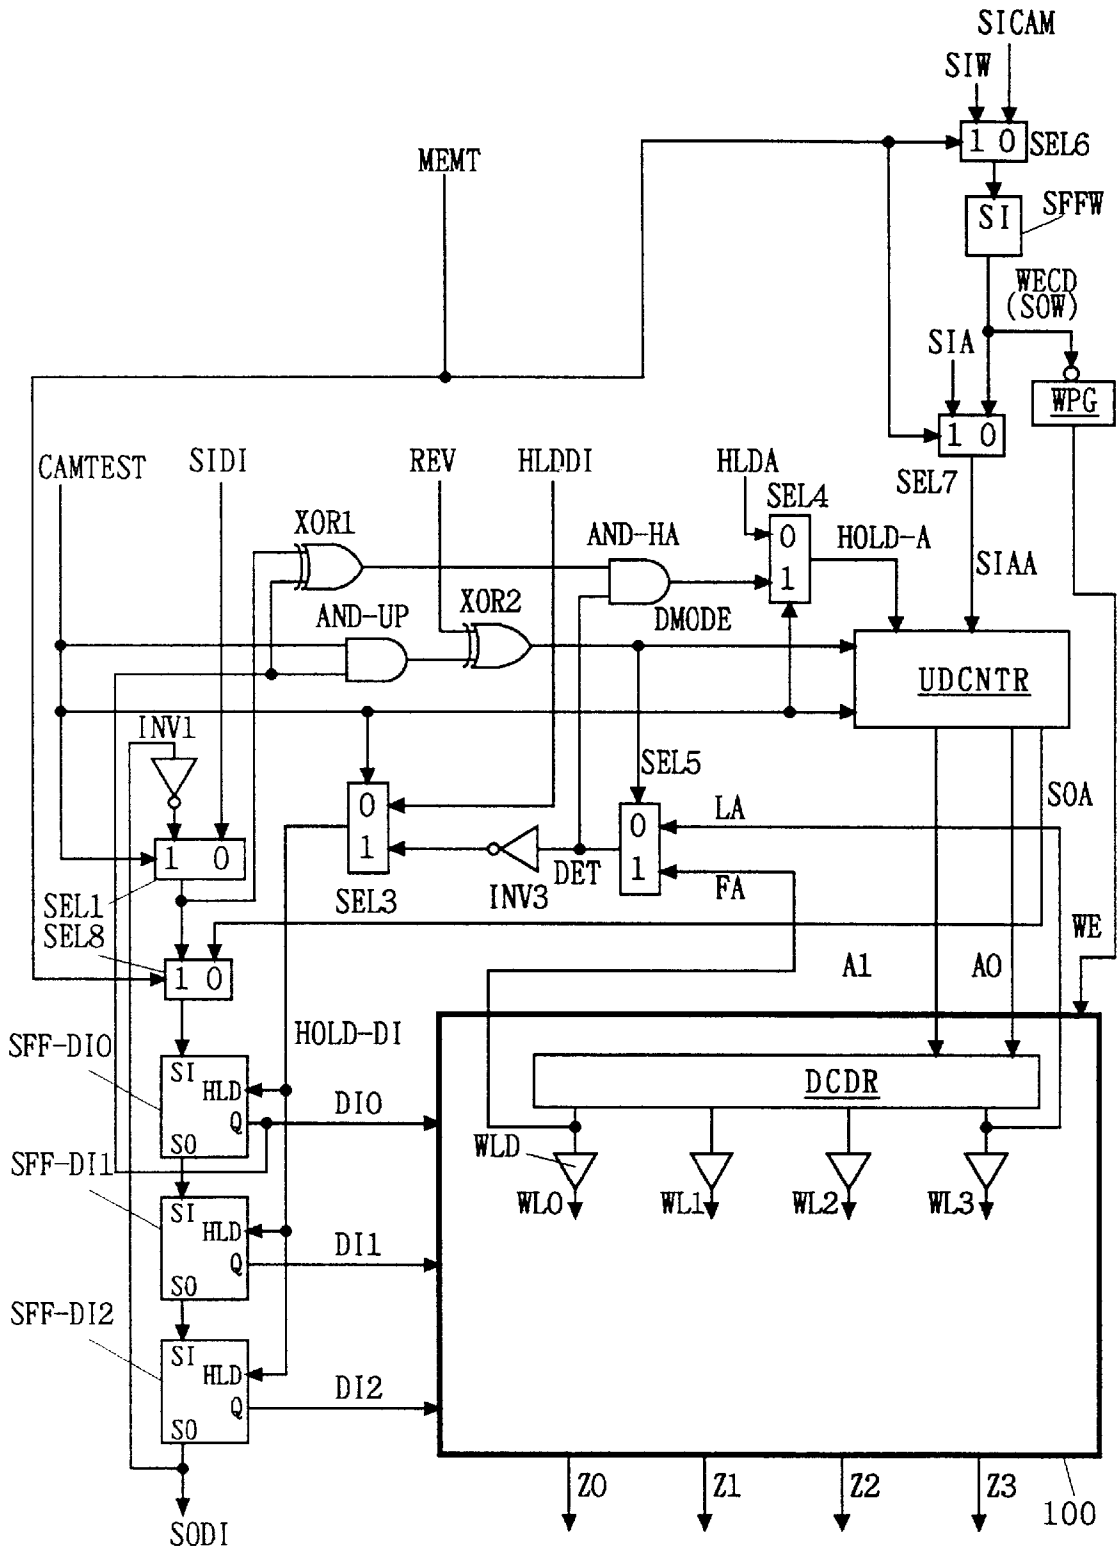 SICAM
SIW
1 0
SEL6
MEMT
SI
SFFW
WECD
(SOW)
SIA
WPG
1 0
CAMTEST
SIDI
REV
HLDDI
HLDA
SEL7
SEL4
XOR1
AND-HA
0
HOLD-A
1
SIAA
AND-UP
XOR2
DMODE
UDCNTR
INV1
SEL5
SOA
0
0
LA
1
1
DET
1 0
FA
SEL3
INV3
SEL1
SEL8
WE
1 0
A1
A0
HOLD-DI
SFF-DI0
SI
HLD
Q
SO
DI0
DCDR
WLD
SFF-DI1
SI
HLD
Q
SO
DI1
WL0
WL1
WL2
WL3
SFF-DI2
SI
HLD
Q
SO
DI2
Z0
Z1
Z2
Z3
100
SODI